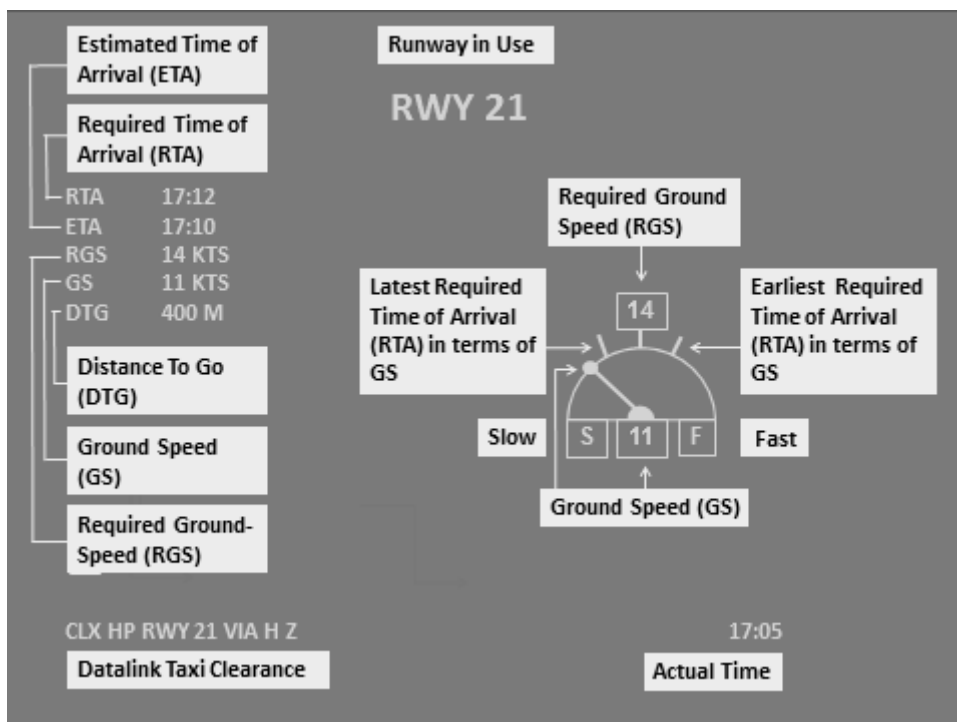 Estimated Time of
Arrival (ETA)
Runway in Use
RWY 21
Required Time of
Arrival (RTA)
RTA 17:12
ETA 17:10
RGS 14 KTS
GS 11 KTS
DTG 400 M
Distance To Go
(DTG)
Ground Speed
(GS)
Required Ground-
Speed (RGS)
Required Ground
Speed (RGS)
Latest Required
Time of Arrival
(RTA) in terms of
GS
14
Earliest Required
Time of Arrival
(RTA) in terms of
GS
Slow
S 11 F
Fast
Ground Speed (GS)
CLX HP RWY 21 VIA H Z
Datalink Taxi Clearance
17:05
Actual Time